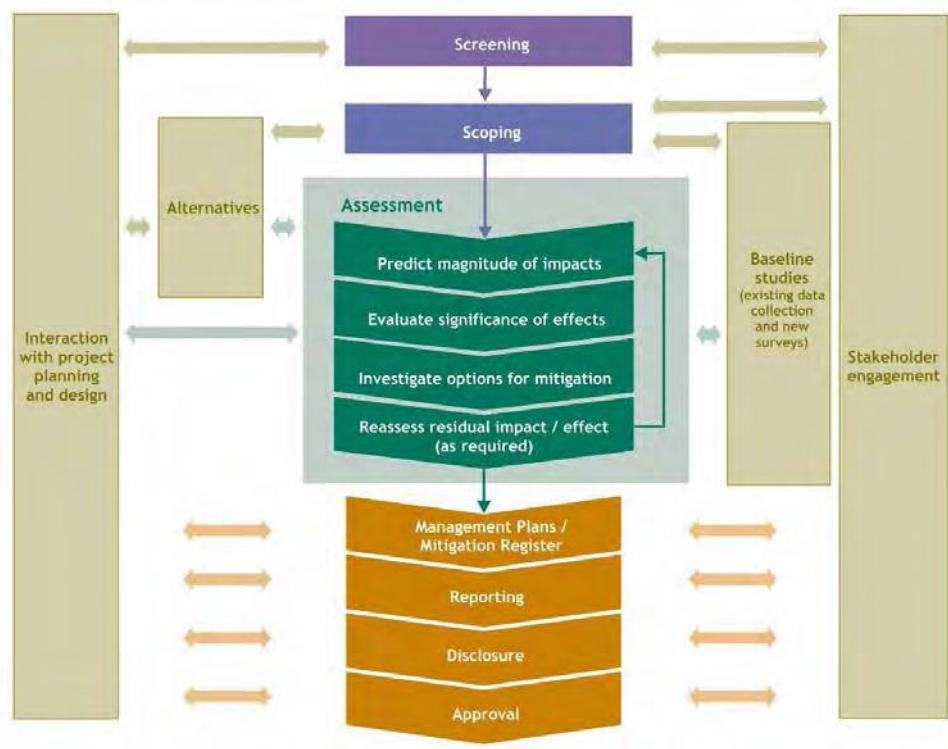 Screening
Scoping
Alternatives
Assessment
Predict magnitude of impacts
Evaluate significance of effects
Investigate options for mitigation
Reassess residual impact / effect
(as required)
Interaction
with project
planning
and design
Baseline
studies
(existing data
collection
and new
surveys)
Stakeholder
engagement
Management Plans /
Mitigation Register
Reporting
Disclosure
Approval